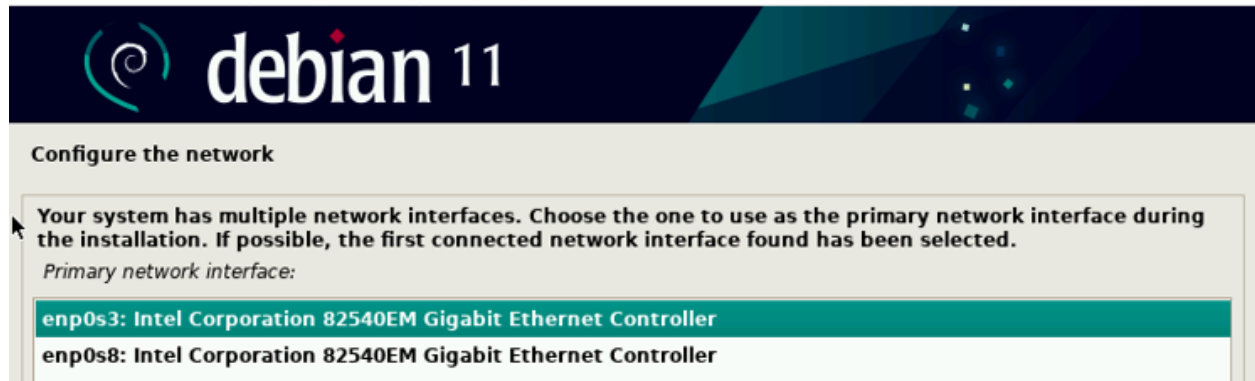 debian 11
Configure the network
Your system has multiple network interfaces. Choose the one to use as the primary network interface during
the installation. If possible, the first connected network interface found has been selected.
Primary network interface:
enp0s3: Intel Corporation 82540EM Gigabit Ethernet Controller
enp0s8: Intel Corporation 82540EM Gigabit Ethernet Controller